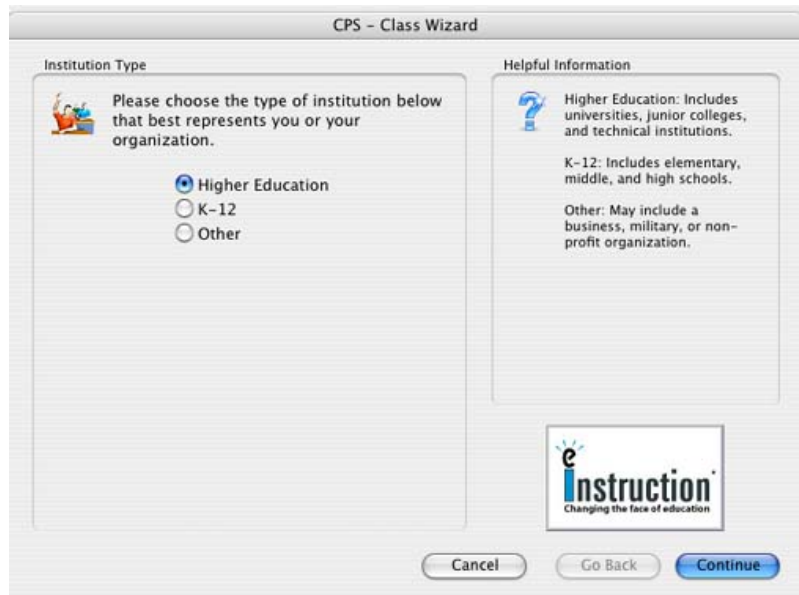 CPS – Class Wizard
Institution Type
Please choose the type of institution below
that best represents you or your
organization.
Higher Education
K–12
Other
Helpful Information
Higher Education: Includes
universities, junior colleges,
and technical institutions.
K–12: Includes elementary,
middle, and high schools.
Other: May include a
business, military, or non–
profit organization.
eInstruction
Changing the face of education
Cancel
Go Back
Continue